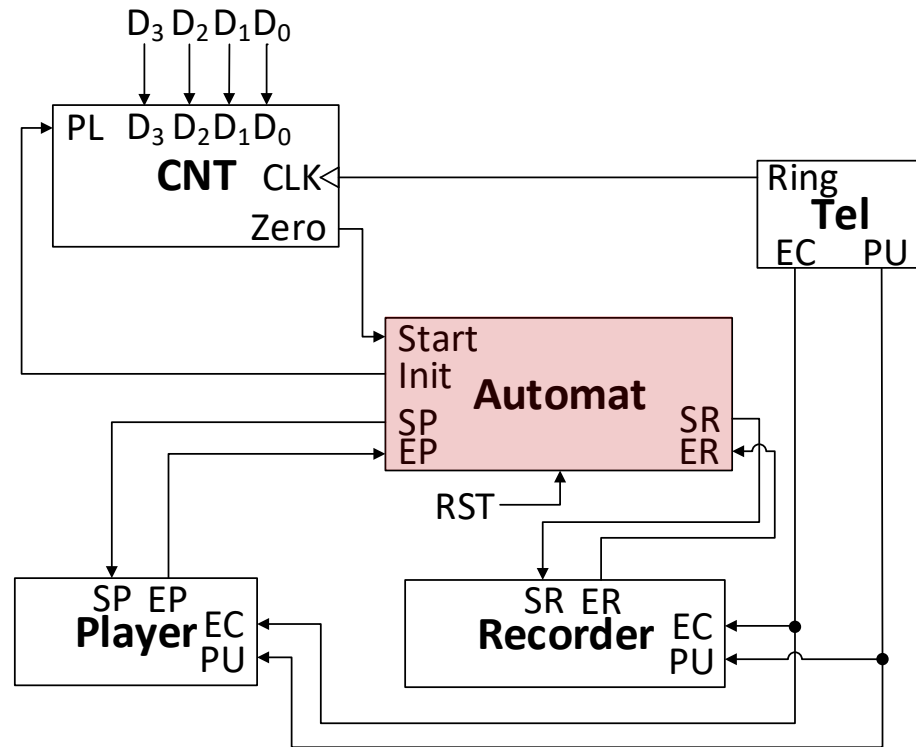 D3 D2 D1 D0
PL D3 D2 D1 D0
CNT CLK
Zero
Ring
Tel
EC PU
Start
Init
Automat
SP SR
EP ER
RST
SP EP
Player EC
PU
SR ER
Recorder EC
PU